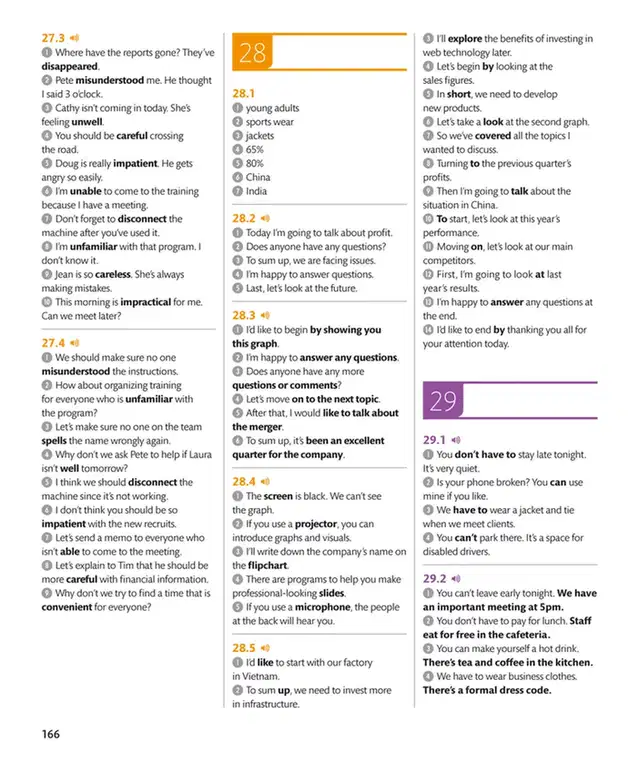 27.3
1 Where have the reports gone? They've
disappeared.
2 Pete misunderstood me. He thought
I said 3 o'clock.
3 Cathy isn't coming in today. She's
feeling unwell.
4 You should be careful crossing
the road.
5 Doug is really impatient. He gets
angry so easily.
6 I'm unable to come to the training
because I have a meeting.
7 Don't forget to disconnect the
machine after you've used it.
8 I'm unfamiliar with that program. I
don't know it.
9 Jean is so careless. She's always
making mistakes.
10 This morning is impractical for me.
Can we meet later?
27.4
1 We should make sure no one
misunderstood the instructions.
2 How about organizing training
for everyone who is unfamiliar with
the program?
3 Let's make sure no one on the team
spells the name wrongly again.
4 Why don't we ask Pete to help if Laura
isn't well tomorrow?
5 I think we should disconnect the
machine since it's not working.
6 I don't think you should be so
impatient with the new recruits.
7 Let's send a memo to everyone who
isn't able to come to the meeting.
8 Let's explain to Tim that he should be
more careful with financial information.
9 Why don't we try to find a time that is
convenient for everyone?
28
28.1
1 young adults
2 sports wear
3 jackets
4 65%
5 80%
6 China
7 India
28.2
1 Today I'm going to talk about profit.
2 Does anyone have any questions?
3 To sum up, we are facing issues.
4 I'm happy to answer questions.
5 Last, let's look at the future.
28.3
1 I'd like to begin by showing you
this graph.
2 I'm happy to answer any questions.
3 Does anyone have any more
questions or comments?
4 Let's move on to the next topic.
5 After that, I would like to talk about
the merger.
6 To sum up, it's been an excellent
quarter for the company.
28.4
1 The screen is black. We can't see
the graph.
2 If you use a projector, you can
introduce graphs and visuals.
3 I'll write down the company's name on
the flipchart.
4 There are programs to help you make
professional-looking slides.
5 If you use a microphone, the people
at the back will hear you.
28.5
1 I'd like to start with our factory
in Vietnam.
2 To sum up, we need to invest more
in infrastructure.
3 I'll explore the benefits of investing in
web technology later.
4 Let's begin by looking at the
sales figures.
5 In short, we need to develop
new products.
6 Let's take a look at the second graph.
7 So we've covered all the topics I
wanted to discuss.
8 Turning to the previous quarter's
profits.
9 Then I'm going to talk about the
situation in China.
10 To start, let's look at this year's
performance.
11 Moving on, let's look at our main
competitors.
12 First, I'm going to look at last
year's results.
13 I'm happy to answer any questions at
the end.
14 I'd like to end by thanking you all for
your attention today.
29
29.1
1 You don't have to stay late tonight.
It's very quiet.
2 Is your phone broken? You can use
mine if you like.
3 We have to wear a jacket and tie
when we meet clients.
4 You can't park there. It's a space for
disabled drivers.
29.2
1 You can't leave early tonight. We have
an important meeting at 5pm.
2 You don't have to pay for lunch. Staff
eat for free in the cafeteria.
3 You can make yourself a hot drink.
There's tea and coffee in the kitchen.
4 We have to wear business clothes.
There's a formal dress code.
166